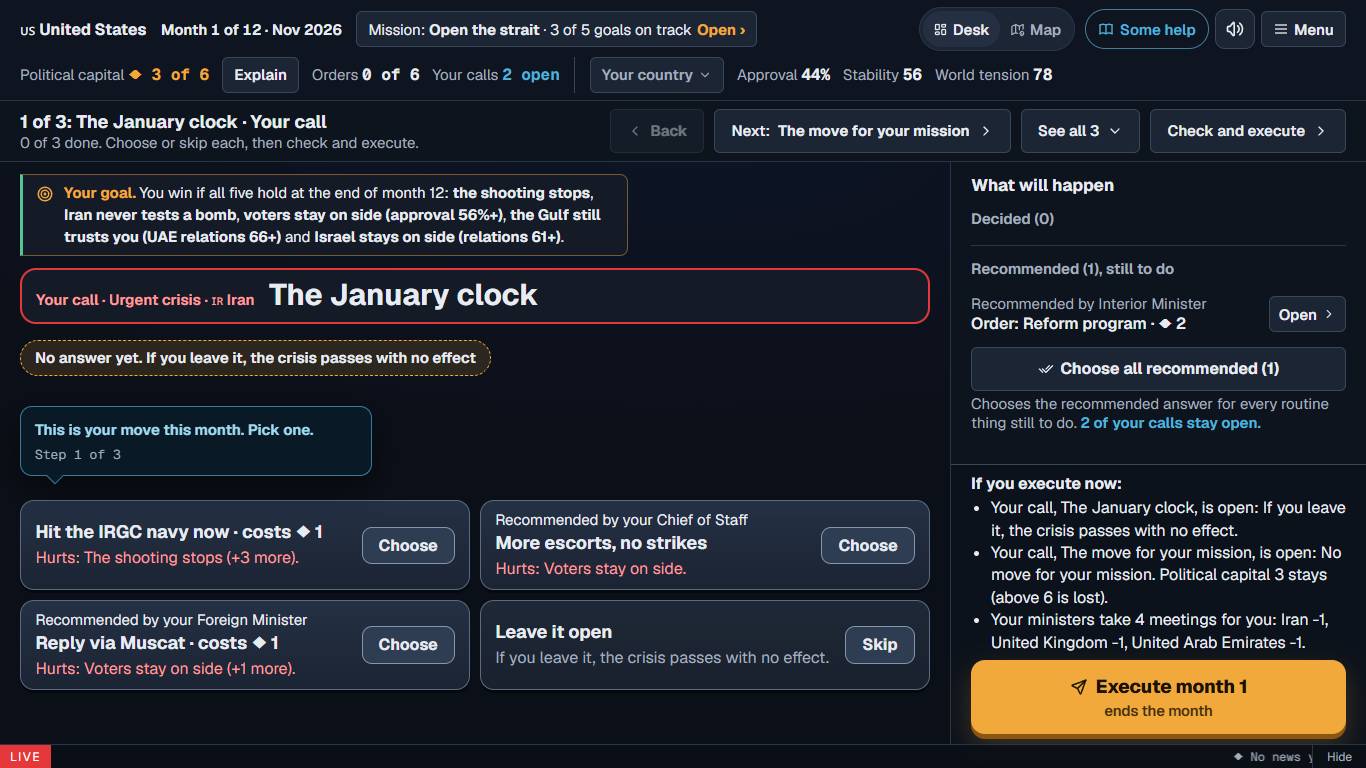 US United States Month 1 of 12 · Nov 2026 Mission: Open the strait · 3 of 5 goals on track Open › Desk Map Some help Menu
Political capital ◆ 3 of 6 Explain Orders 0 of 6 Your calls 2 open Your country Approval 44% Stability 56 World tension 78
1 of 3: The January clock · Your call
0 of 3 done. Choose or skip each, then check and execute.
Back Next: The move for your mission See all 3 Check and execute
Your goal. You win if all five hold at the end of month 12: the shooting stops,
Iran never tests a bomb, voters stay on side (approval 56%+), the Gulf still
trusts you (UAE relations 66+) and Israel stays on side (relations 61+).
Your call · Urgent crisis · IR Iran The January clock
No answer yet. If you leave it, the crisis passes with no effect
This is your move this month. Pick one.
Step 1 of 3
Hit the IRGC navy now · costs ◆ 1
Hurts: The shooting stops (+3 more).
Choose
Recommended by your Chief of Staff
More escorts, no strikes
Hurts: Voters stay on side.
Choose
Recommended by your Foreign Minister
Reply via Muscat · costs ◆ 1
Hurts: Voters stay on side (+1 more).
Choose
Leave it open
If you leave it, the crisis passes with no effect.
Skip
What will happen
Decided (0)
Recommended (1), still to do
Recommended by Interior Minister
Order: Reform program · ◆ 2
Open
Choose all recommended (1)
Chooses the recommended answer for every routine
thing still to do. 2 of your calls stay open.
If you execute now:
• Your call, The January clock, is open: If you leave
it, the crisis passes with no effect.
• Your call, The move for your mission, is open: No
move for your mission. Political capital 3 stays
(above 6 is lost).
• Your ministers take 4 meetings for you: Iran -1,
United Kingdom -1, United Arab Emirates -1.
Execute month 1
ends the month
LIVE ◆ No news Hide